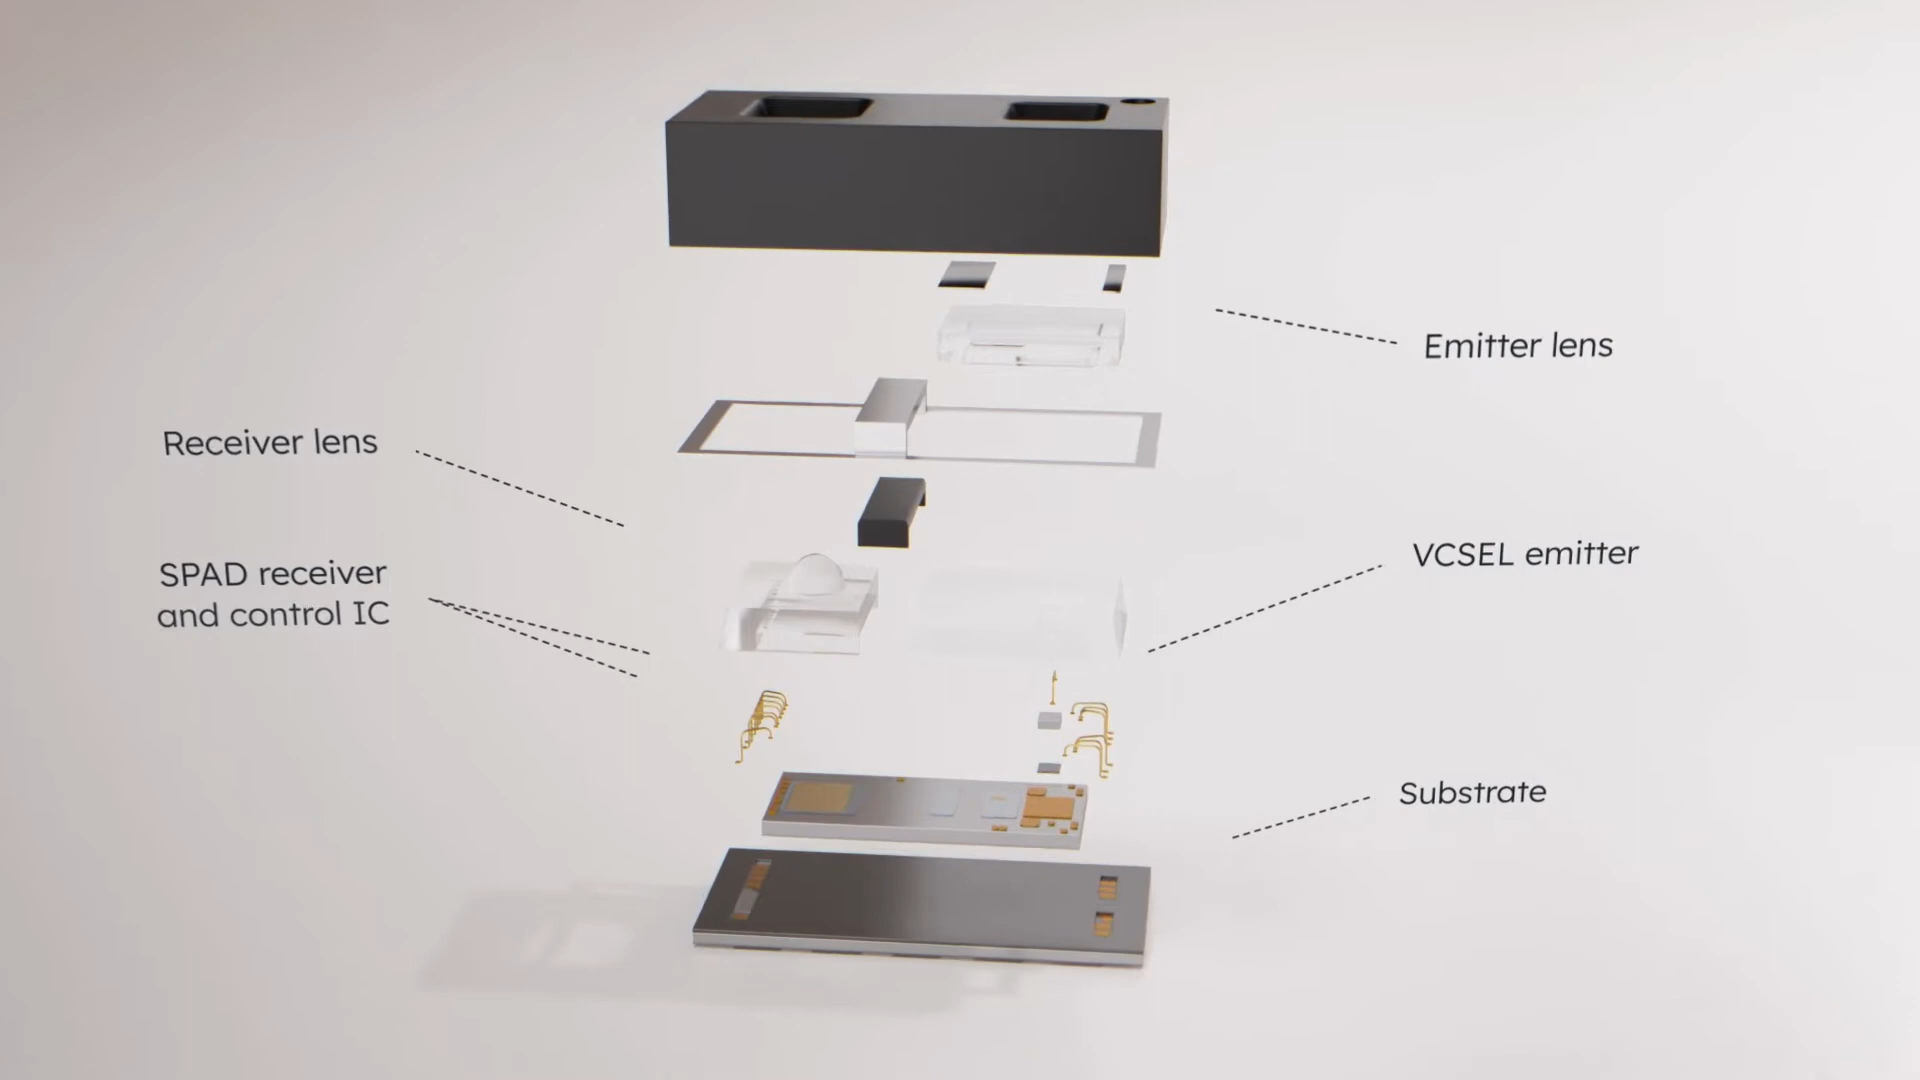 Emitter lens
Receiver lens
VCSEL emitter
SPAD receiver
and control IC
Substrate